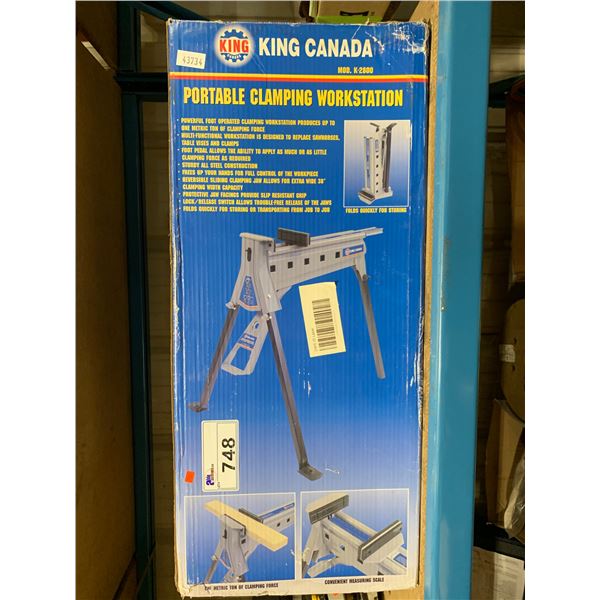 43734
KING
CANADA
KING CANADA
MOD. K-2800
PORTABLE CLAMPING WORKSTATION
•POWERFUL FOOT OPERATED CLAMPING WORKSTATION PRODUCES UP TO
ONE METRIC TON OF CLAMPING FORCE
•MULTI-FUNCTIONAL WORKSTATION IS DESIGNED TO REPLACE SAWHORSES,
TABLE VISES AND CLAMPS
•FOOT PEDAL ALLOWS THE ABILITY TO APPLY AS MUCH OR AS LITTLE
CLAMPING FORCE AS REQUIRED
•STURDY ALL STEEL CONSTRUCTION
•FREES UP YOUR HANDS FOR FULL CONTROL OF THE WORKPIECE
•REVERSIBLE SLIDING CLAMPING JAW ALLOWS FOR EXTRA WIDE 38"
CLAMPING WIDTH CAPACITY
•PROTECTIVE JAW FACINGS PROVIDE SLIP RESISTANT GRIP
•LOCK/RELEASE SWITCH ALLOWS TROUBLE-FREE RELEASE OF THE JAWS
•FOLDS QUICKLY FOR STORING OR TRANSPORTING FROM JOB TO JOB
FOLDS QUICKLY FOR STORING
KING CANADA
748
METRIC TON OF CLAMPING FORCE
CONVENIENT MEASURING SCALE